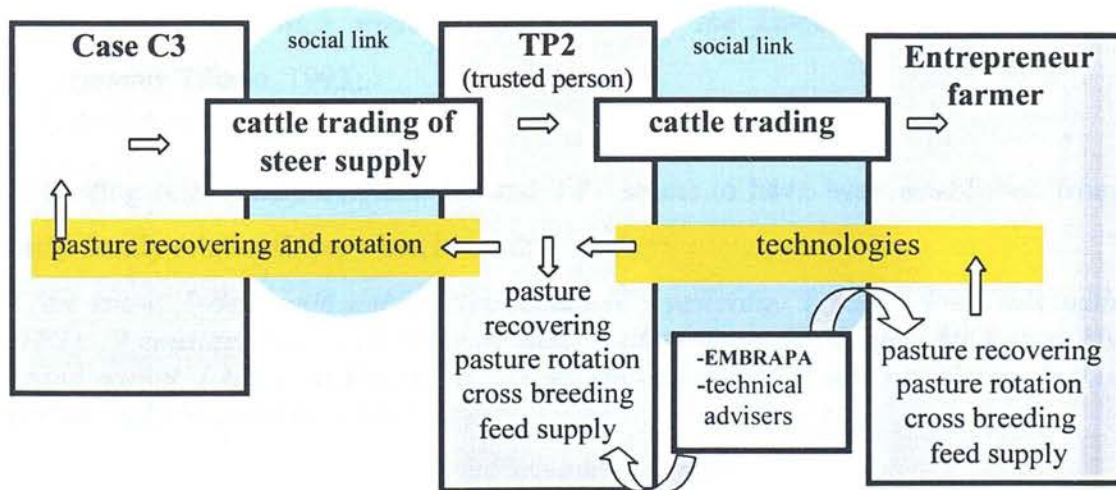 Case C3
social link
cattle trading of
steer supply
TP2
(trusted person)
social link
cattle trading
Entrepreneur
farmer
pasture recovering and rotation
technologies
pasture
recovering
pasture rotation
cross breeding
feed supply
-EMBRAPA
-technical
advisers
pasture recovering
pasture rotation
cross breeding
feed supply